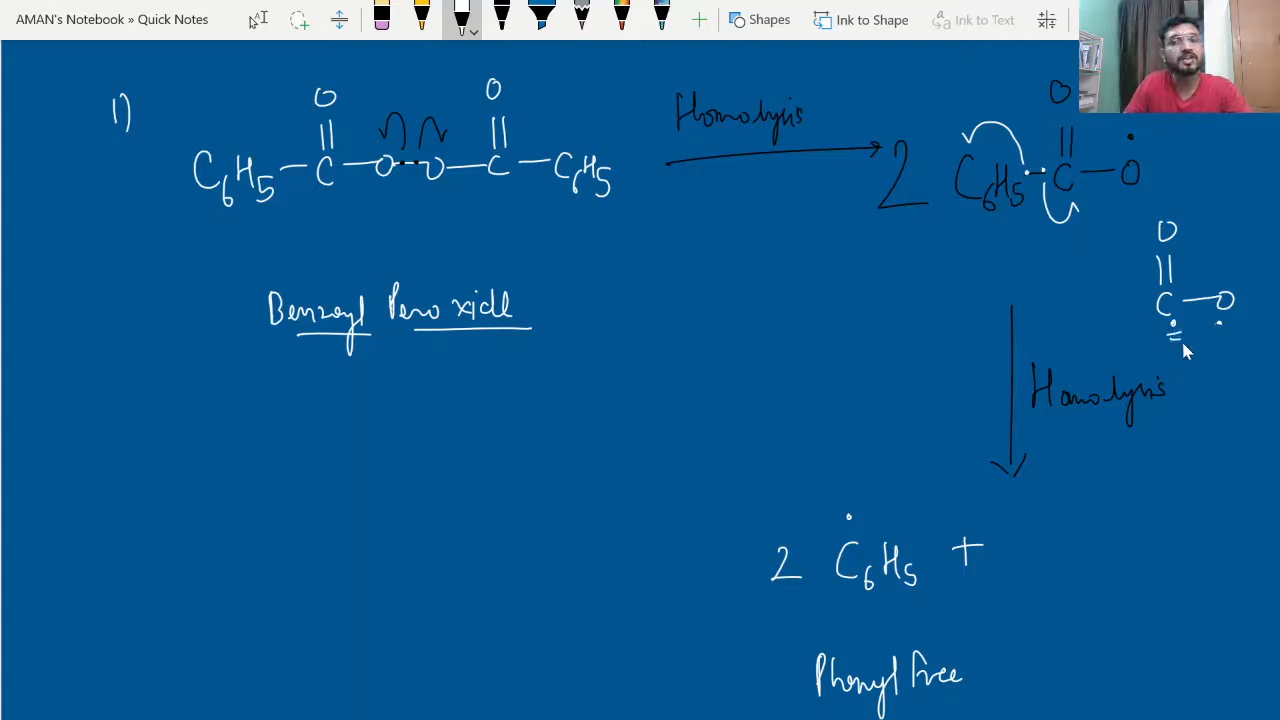 AMAN's Notebook » Quick Notes
Shapes
Ink to Shape
Ink to Text
1)
O O
|| ||
C6H5 — C — O •• O — C — C6H5
Homolysis
O
||
2 C6H5 •-• C — O •
Benzoyl Peroxide
O
||
C — O
• •
Homolysis
2 Ċ6H5 +
Phenyl Free